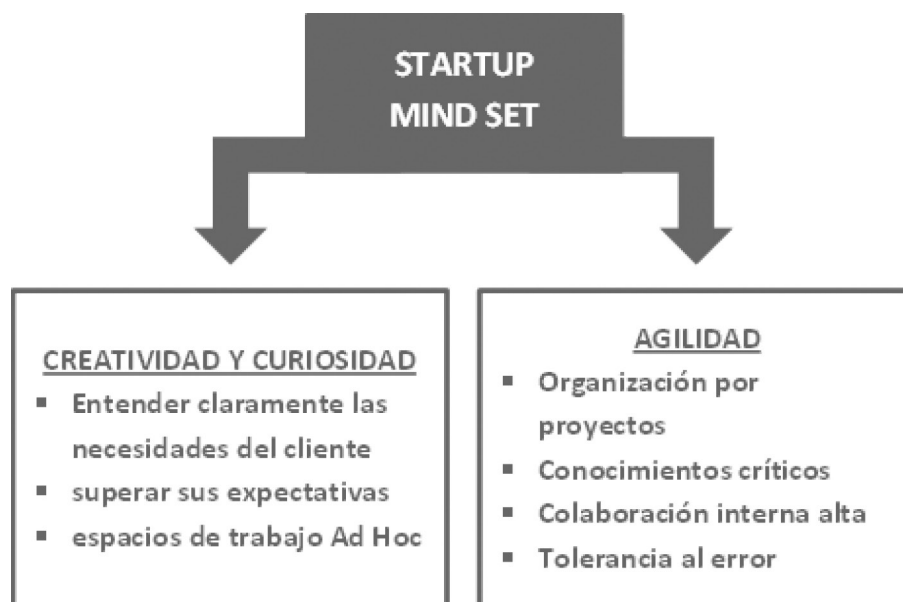 STARTUP
MIND SET
CREATIVIDAD Y CURIOSIDAD
▪ Entender claramente las
necesidades del cliente
▪ superar sus expectativas
▪ espacios de trabajo Ad Hoc
AGILIDAD
▪ Organización por
proyectos
▪ Conocimientos críticos
▪ Colaboración interna alta
▪ Tolerancia al error